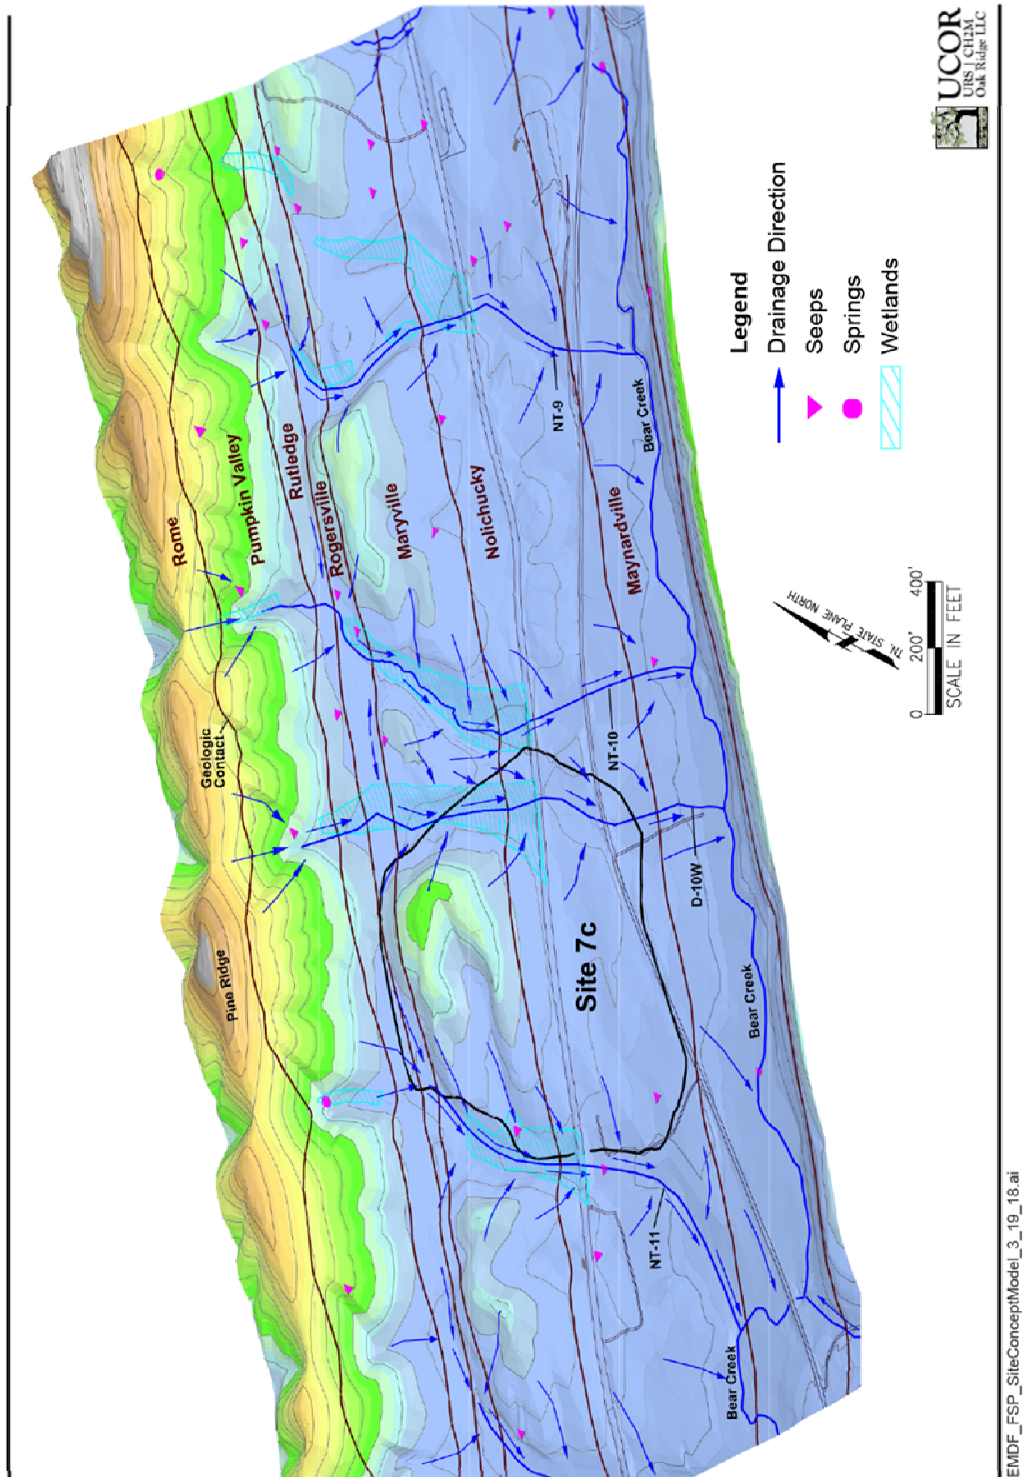 Pine Ridge
Geologic
Contact
Rome
Pumpkin Valley
Rutledge
Rogersville
Maryville
Nolichucky
Maynardville
Site 7c
NT-11
D-10W
NT-10
NT-9
Bear Creek
Bear Creek
Bear Creek
TN. STATE PLANE NORTH
0
200'
400'
SCALE IN FEET
Legend
Drainage Direction
Seeps
Springs
Wetlands
UCOR
URS | CH2M
Oak Ridge LLC
EMDF_FSP_SiteConceptModel_3_19_18.ai